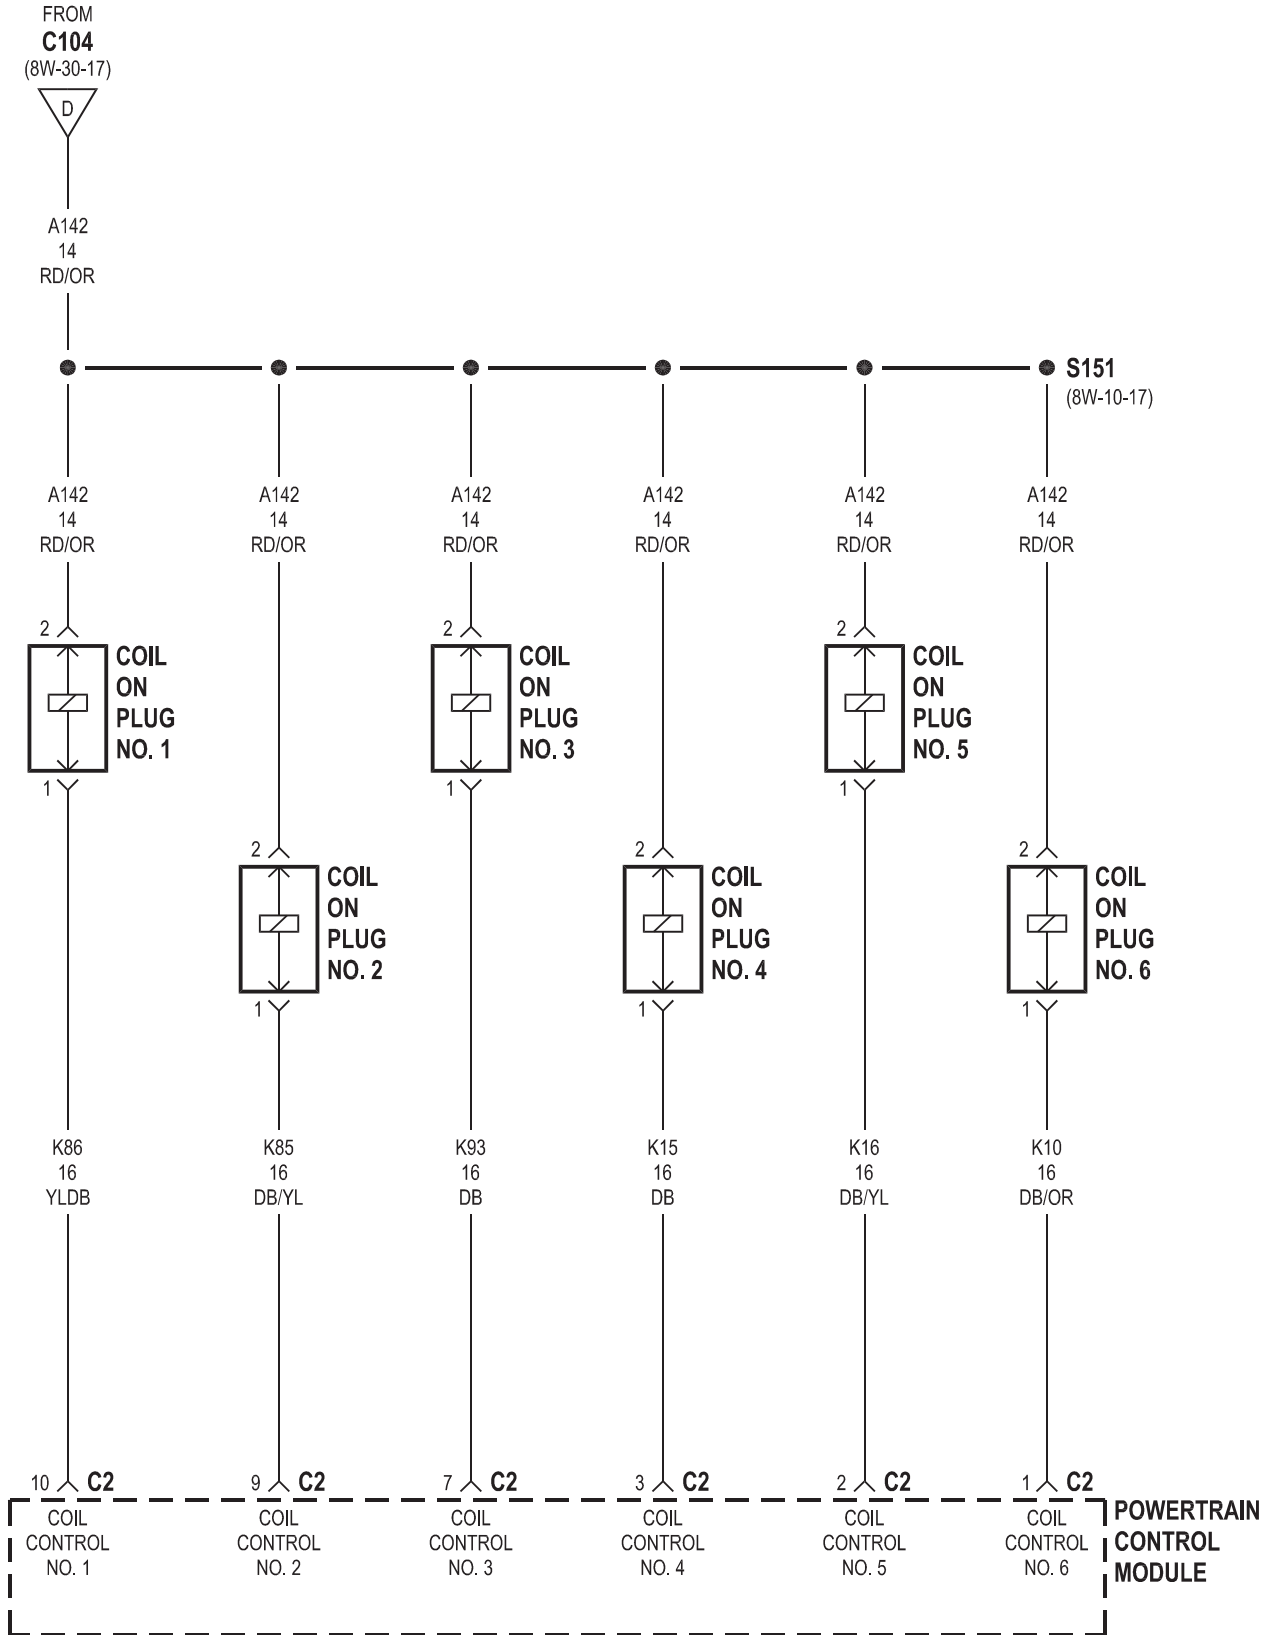 FROM
C104
(8W-30-17)
D
A142
14
RD/OR
S151
(8W-10-17)
A142
14
RD/OR
A142
14
RD/OR
A142
14
RD/OR
A142
14
RD/OR
A142
14
RD/OR
A142
14
RD/OR
2
COIL
ON
PLUG
NO. 1
1
2
COIL
ON
PLUG
NO. 3
1
2
COIL
ON
PLUG
NO. 5
1
2
COIL
ON
PLUG
NO. 2
1
2
COIL
ON
PLUG
NO. 4
1
2
COIL
ON
PLUG
NO. 6
1
K86
16
YLDB
K85
16
DB/YL
K93
16
DB
K15
16
DB
K16
16
DB/YL
K10
16
DB/OR
10 C2
9 C2
7 C2
3 C2
2 C2
1 C2
COIL
CONTROL
NO. 1
COIL
CONTROL
NO. 2
COIL
CONTROL
NO. 3
COIL
CONTROL
NO. 4
COIL
CONTROL
NO. 5
COIL
CONTROL
NO. 6
POWERTRAIN
CONTROL
MODULE